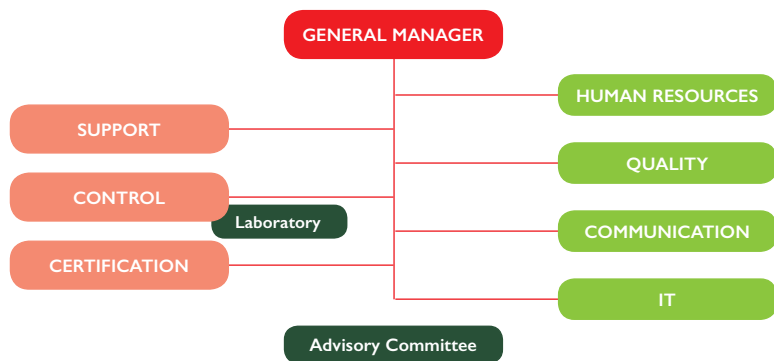 GENERAL MANAGER
HUMAN RESOURCES
SUPPORT
QUALITY
CONTROL
Laboratory
COMMUNICATION
CERTIFICATION
IT
Advisory Committee